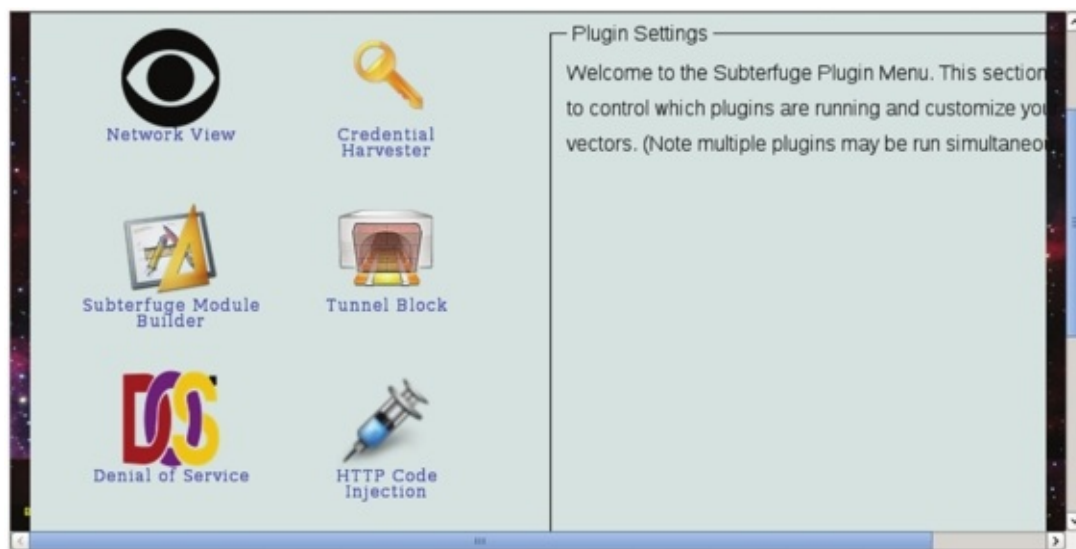 Network View
Credential
Harvester
Subterfuge Module
Builder
Tunnel Block
DOS
Denial of Service
HTTP Code
Injection
Plugin Settings
Welcome to the Subterfuge Plugin Menu. This section
to control which plugins are running and customize you
vectors. (Note multiple plugins may be run simultaneou